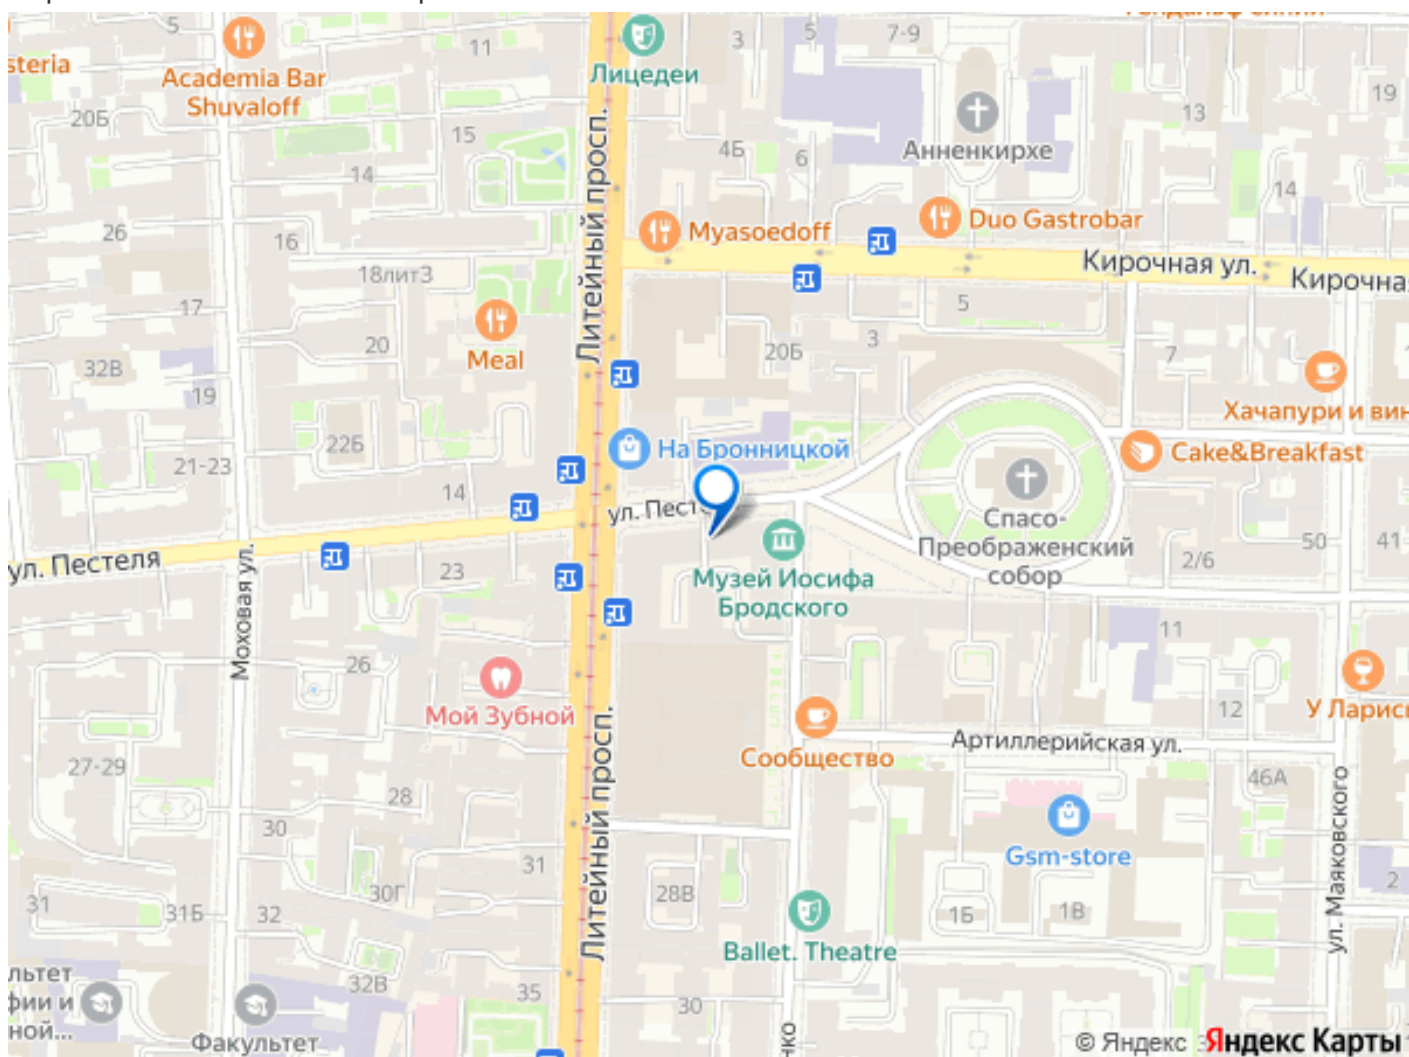 5
11
3
5
7-9
steria
Academia Bar
Shuvaloff
20Б
15
Лицедеи
4Б
6
Анненкирхе
13
19
14
14
26
16
Литейный просп.
Myasoedoff
Duo Gastrobar
Кирочная ул.
Кирочна
18лит3
17
20
Meal
5
3
20Б
7
32В
19
Хачапури и вин
22Б
На Бронницкой
Cake&Breakfast
21-23
14
ул. Пест
Спасо-
Преображенский
собор
50
41
2/6
ул. Пестеля
23
Музей Иосифа
Бродского
Моховая ул.
26
11
Мой Зубной
12
У Ларис
Литейный просп.
Сообщество
Артиллерийская ул.
27-29
28
46А
30
31
Gsm-store
ул. Маяковского
30Г
28В
31
31Б
32
1Б
1В
2
Ballet. Theatre
льтет
фии и
ной...
32В
35
30
Факультет
нко
© Яндекс
Яндекс Карты